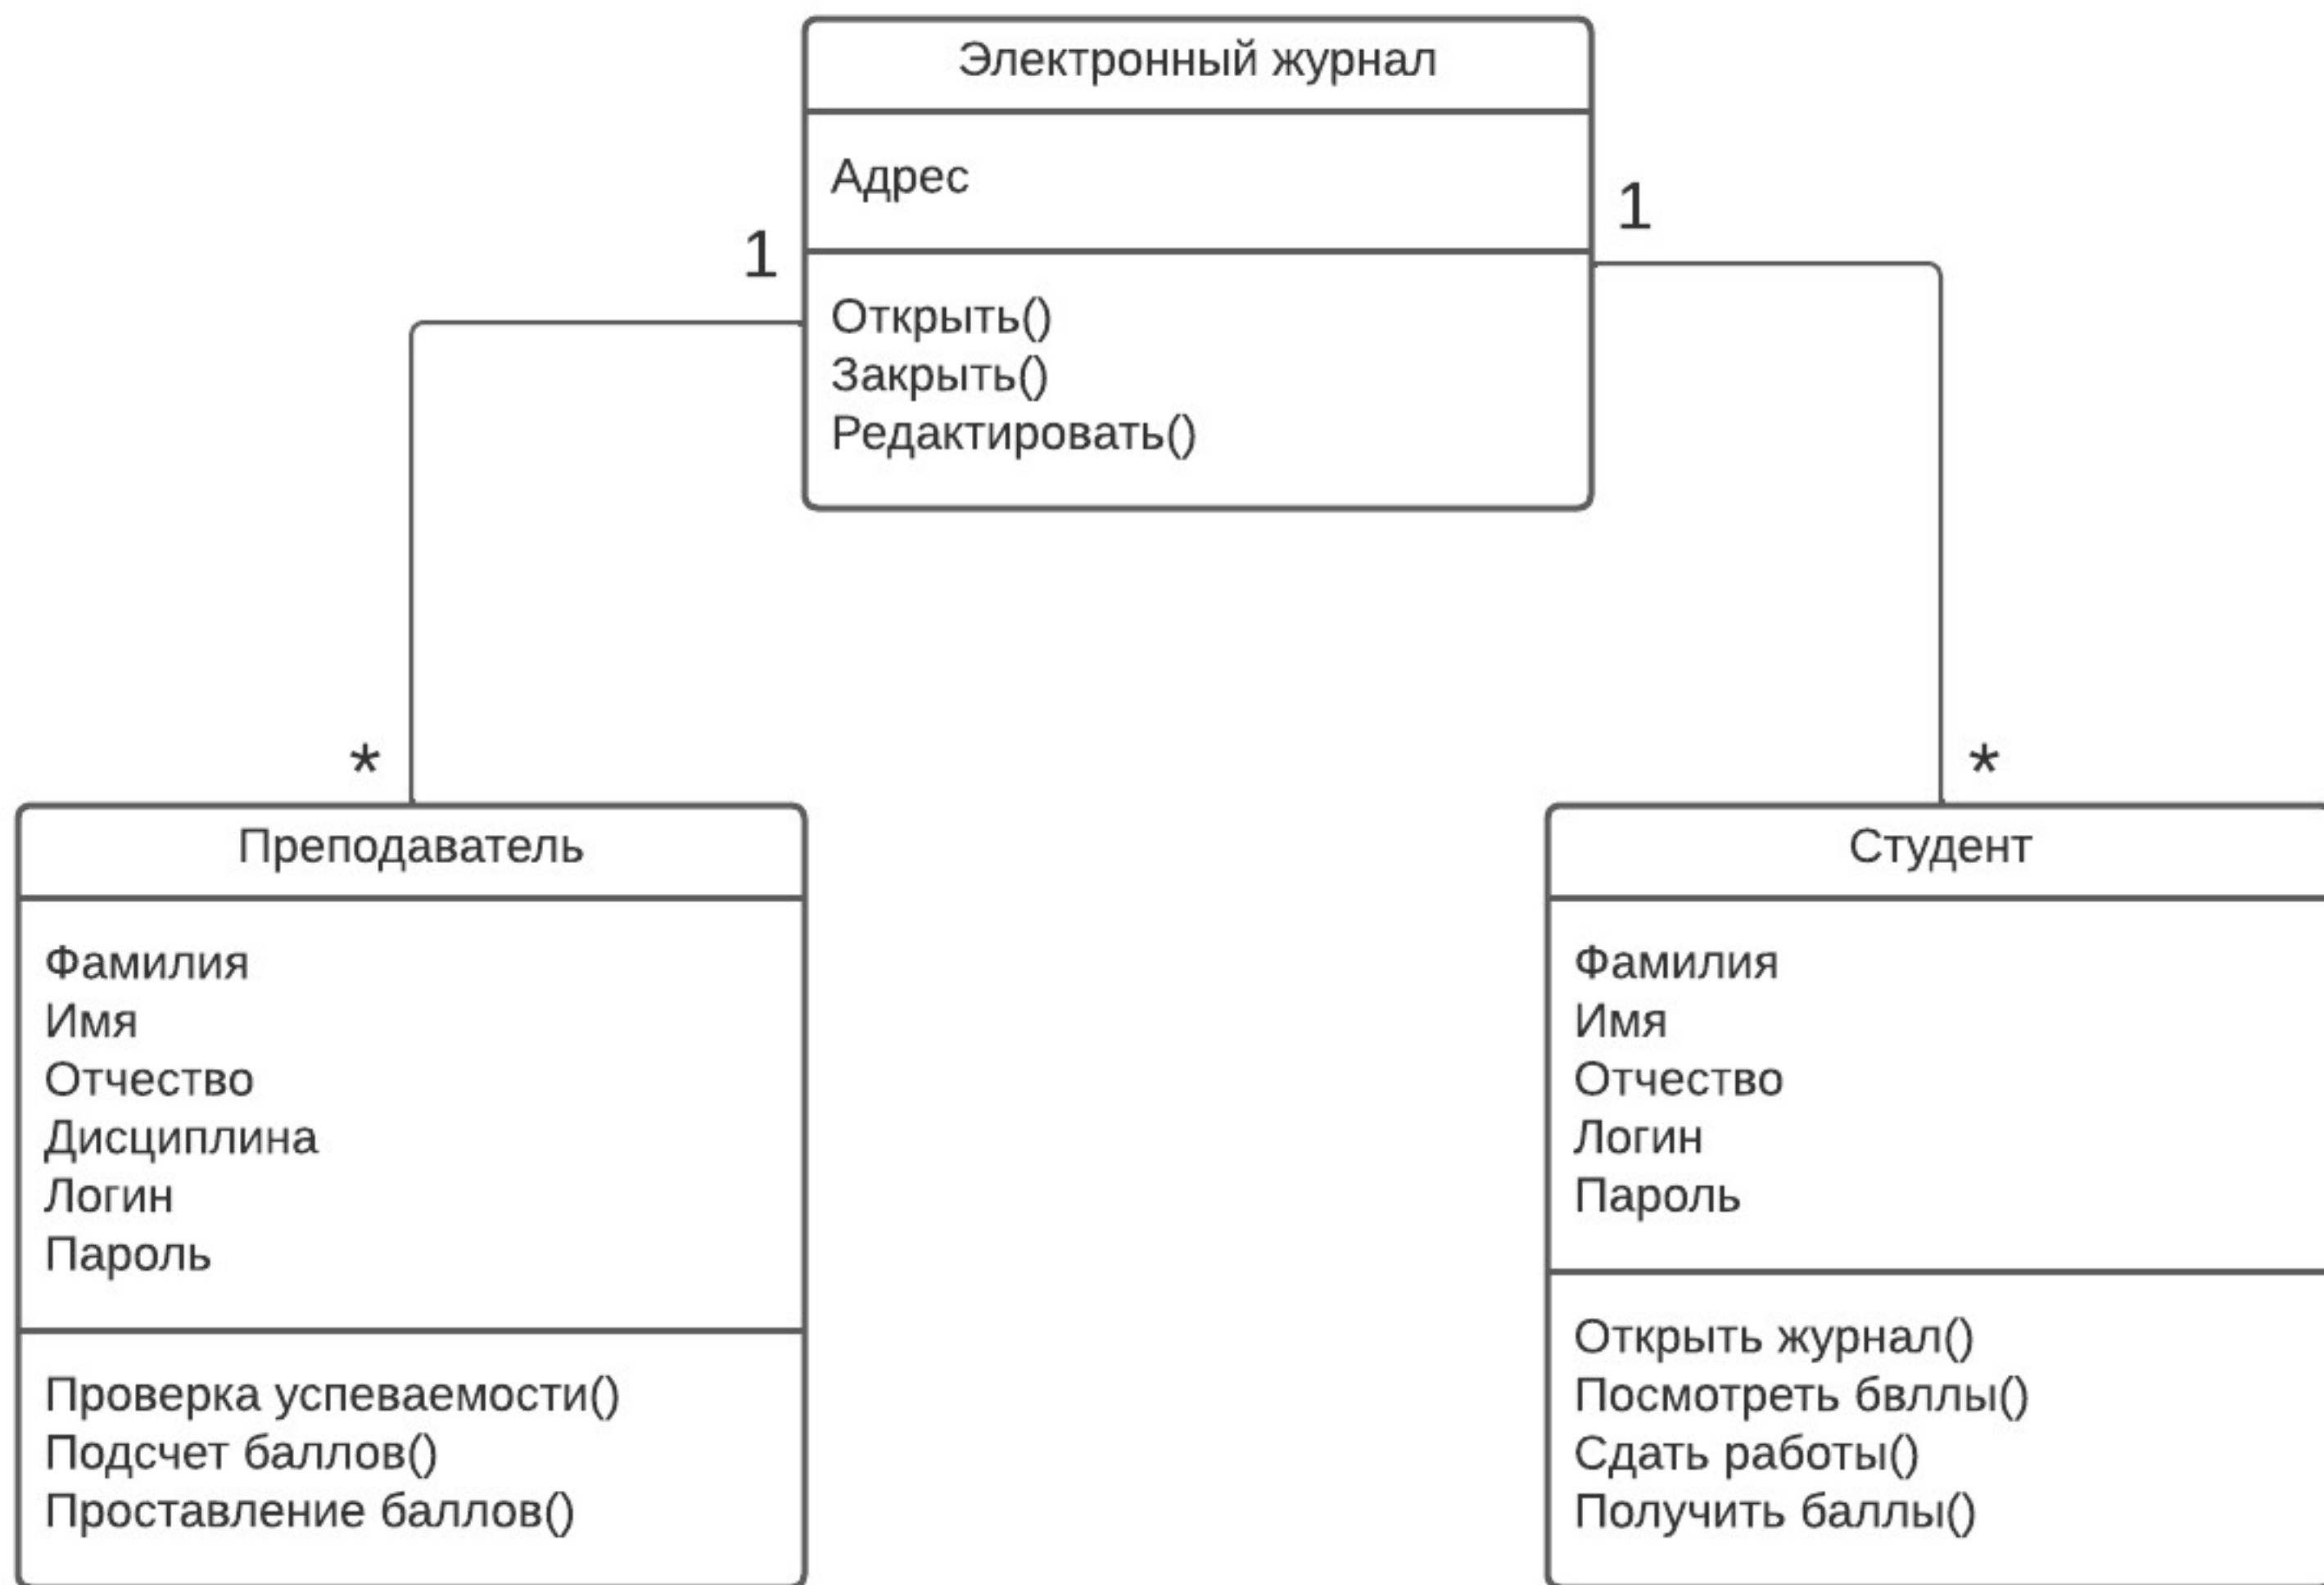 Электронный журнал
Адрес
1
1
Открыть()
Закрыть()
Редактировать()
*
*
Преподаватель
Фамилия
Имя
Отчество
Дисциплина
Логин
Пароль
Проверка успеваемости()
Подсчет баллов()
Проставление баллов()
Студент
Фамилия
Имя
Отчество
Логин
Пароль
Открыть журнал()
Посмотреть бвллы()
Сдать работы()
Получить баллы()